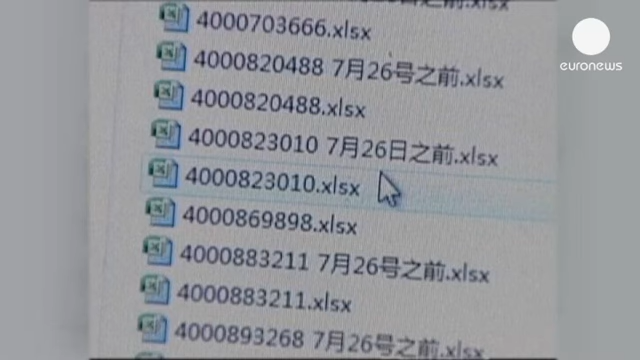 euronews
4000703666.xlsx
4000820488 7月26号之前.xlsx
4000820488.xlsx
4000823010 7月26日之前.xlsx
4000823010.xlsx
4000869898.xlsx
4000883211 7月26号之前.xlsx
4000883211.xlsx
4000893268 7月26号之前.xlsx